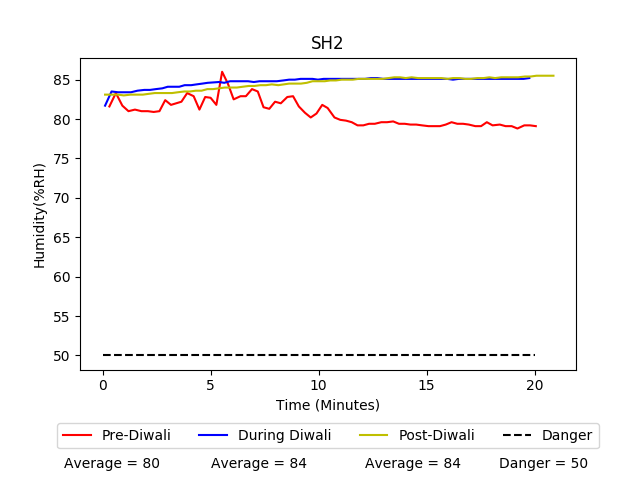 SH2
85
80
75
70
65
60
55
50
Humidity(%RH)
0 5 10 15 20
Time (Minutes)
Pre-Diwali During Diwali Post-Diwali Danger
Average = 80 Average = 84 Average = 84 Danger = 50